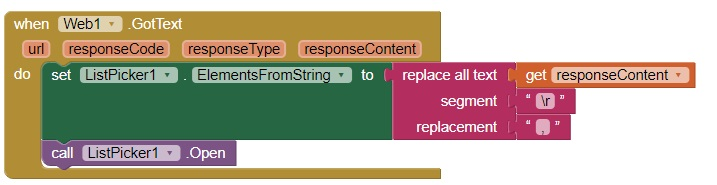 when Web1 .GotText
url responseCode responseType responseContent
do set ListPicker1 . ElementsFromString to replace all text get responseContent
segment “ \r ”
replacement “ , ”
call ListPicker1 .Open